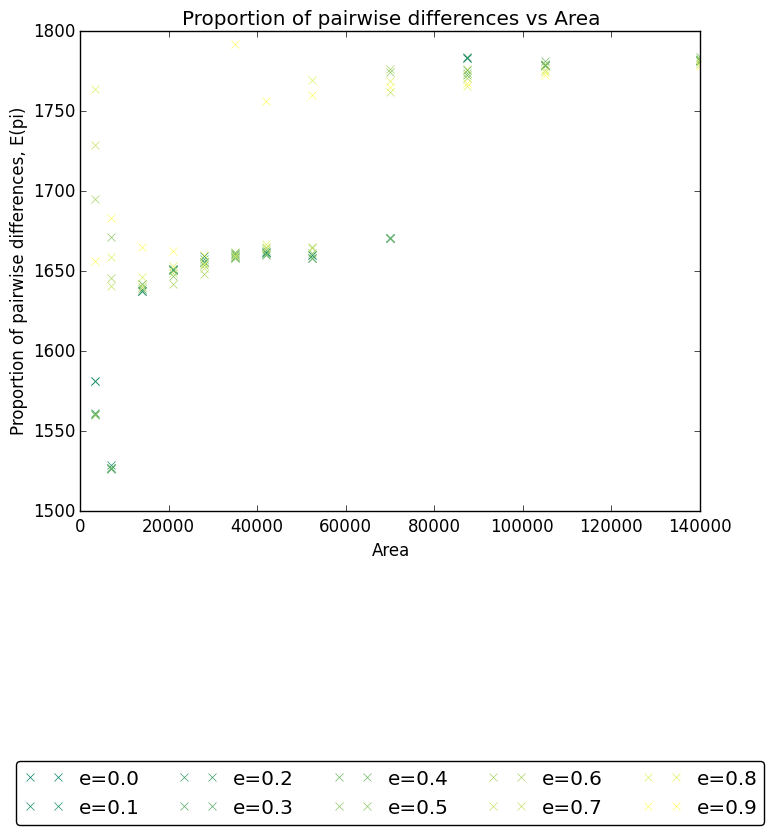 Proportion of pairwise differences vs Area
1800
1750
1700
1650
1600
1550
1500
Proportion of pairwise differences, E(pi)
0 20000 40000 60000 80000 100000 120000 140000
Area
e=0.0 e=0.2 e=0.4 e=0.6 e=0.8
e=0.1 e=0.3 e=0.5 e=0.7 e=0.9